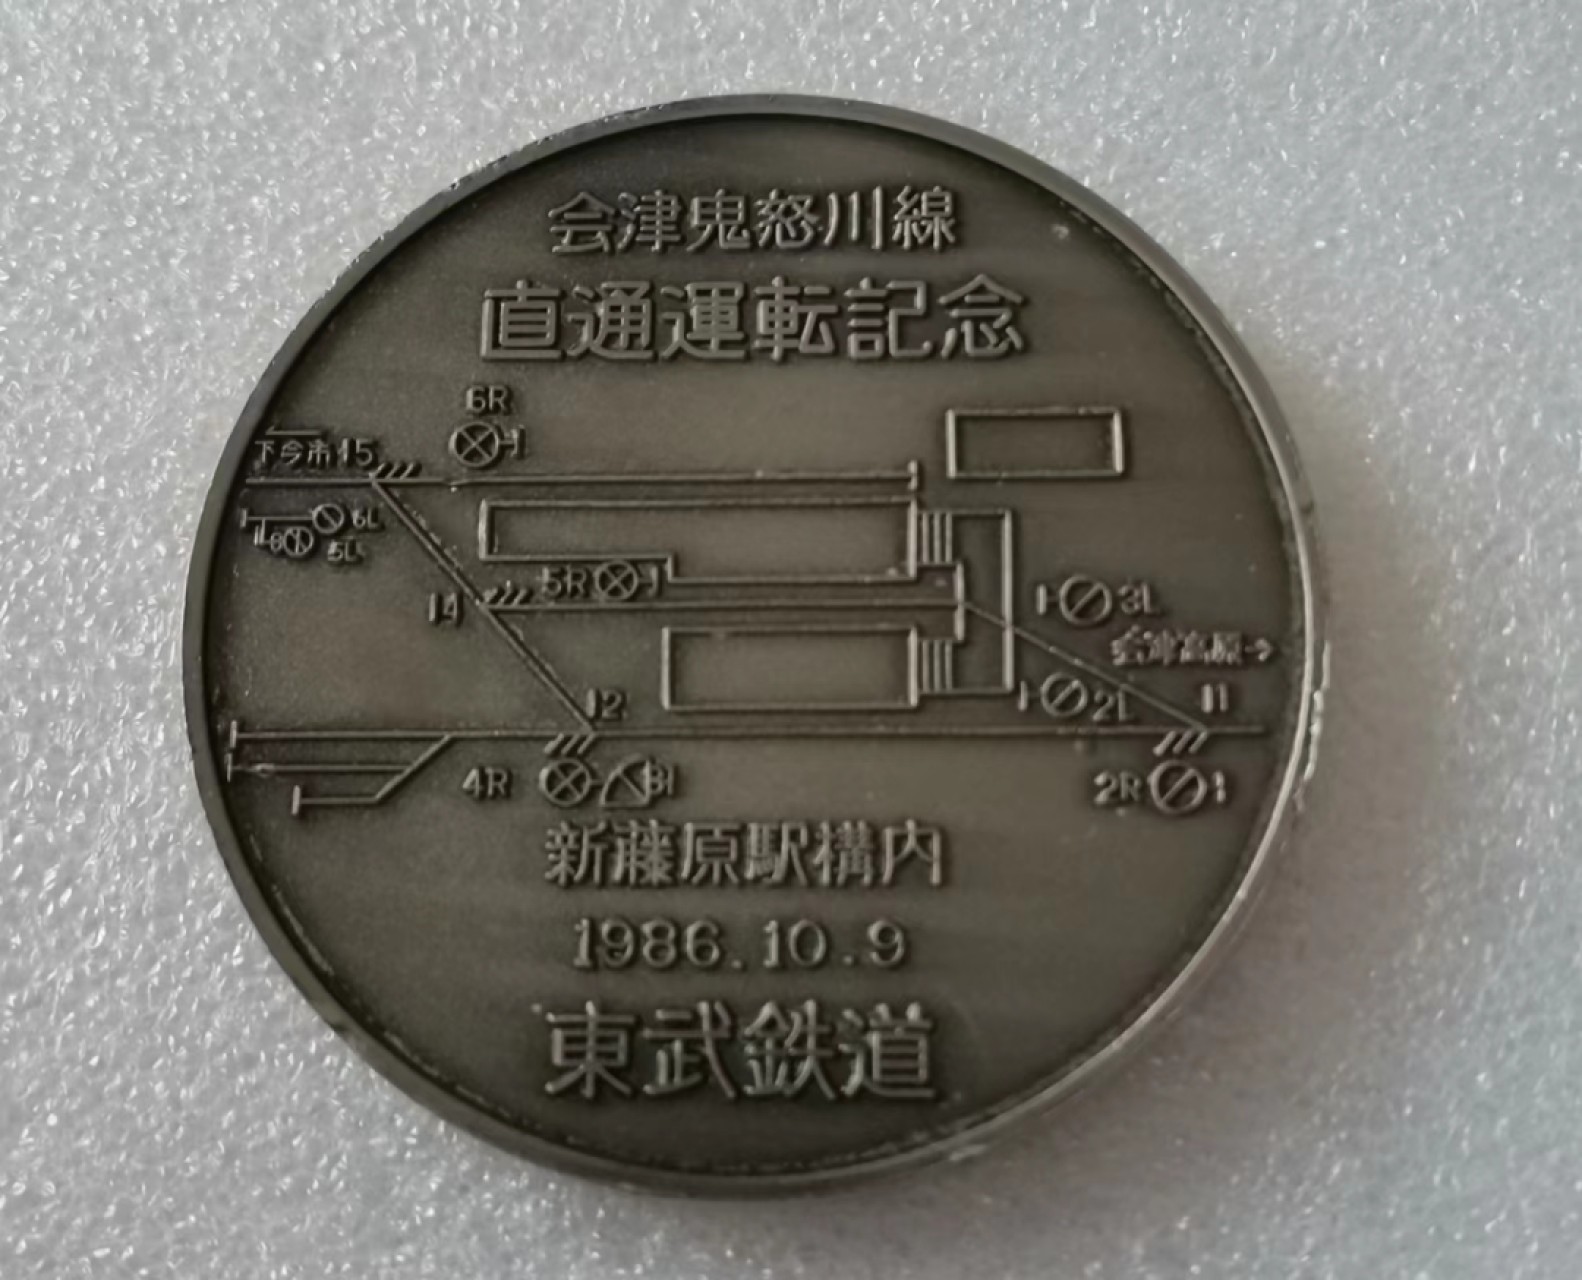 会津鬼怒川線
直通運転記念
6R
下今市 15
6L
5L
5R
14
3L
会津高原→
12
2L 11
4R
2R
新藤原駅構内
1986.10.9
東武鉄道